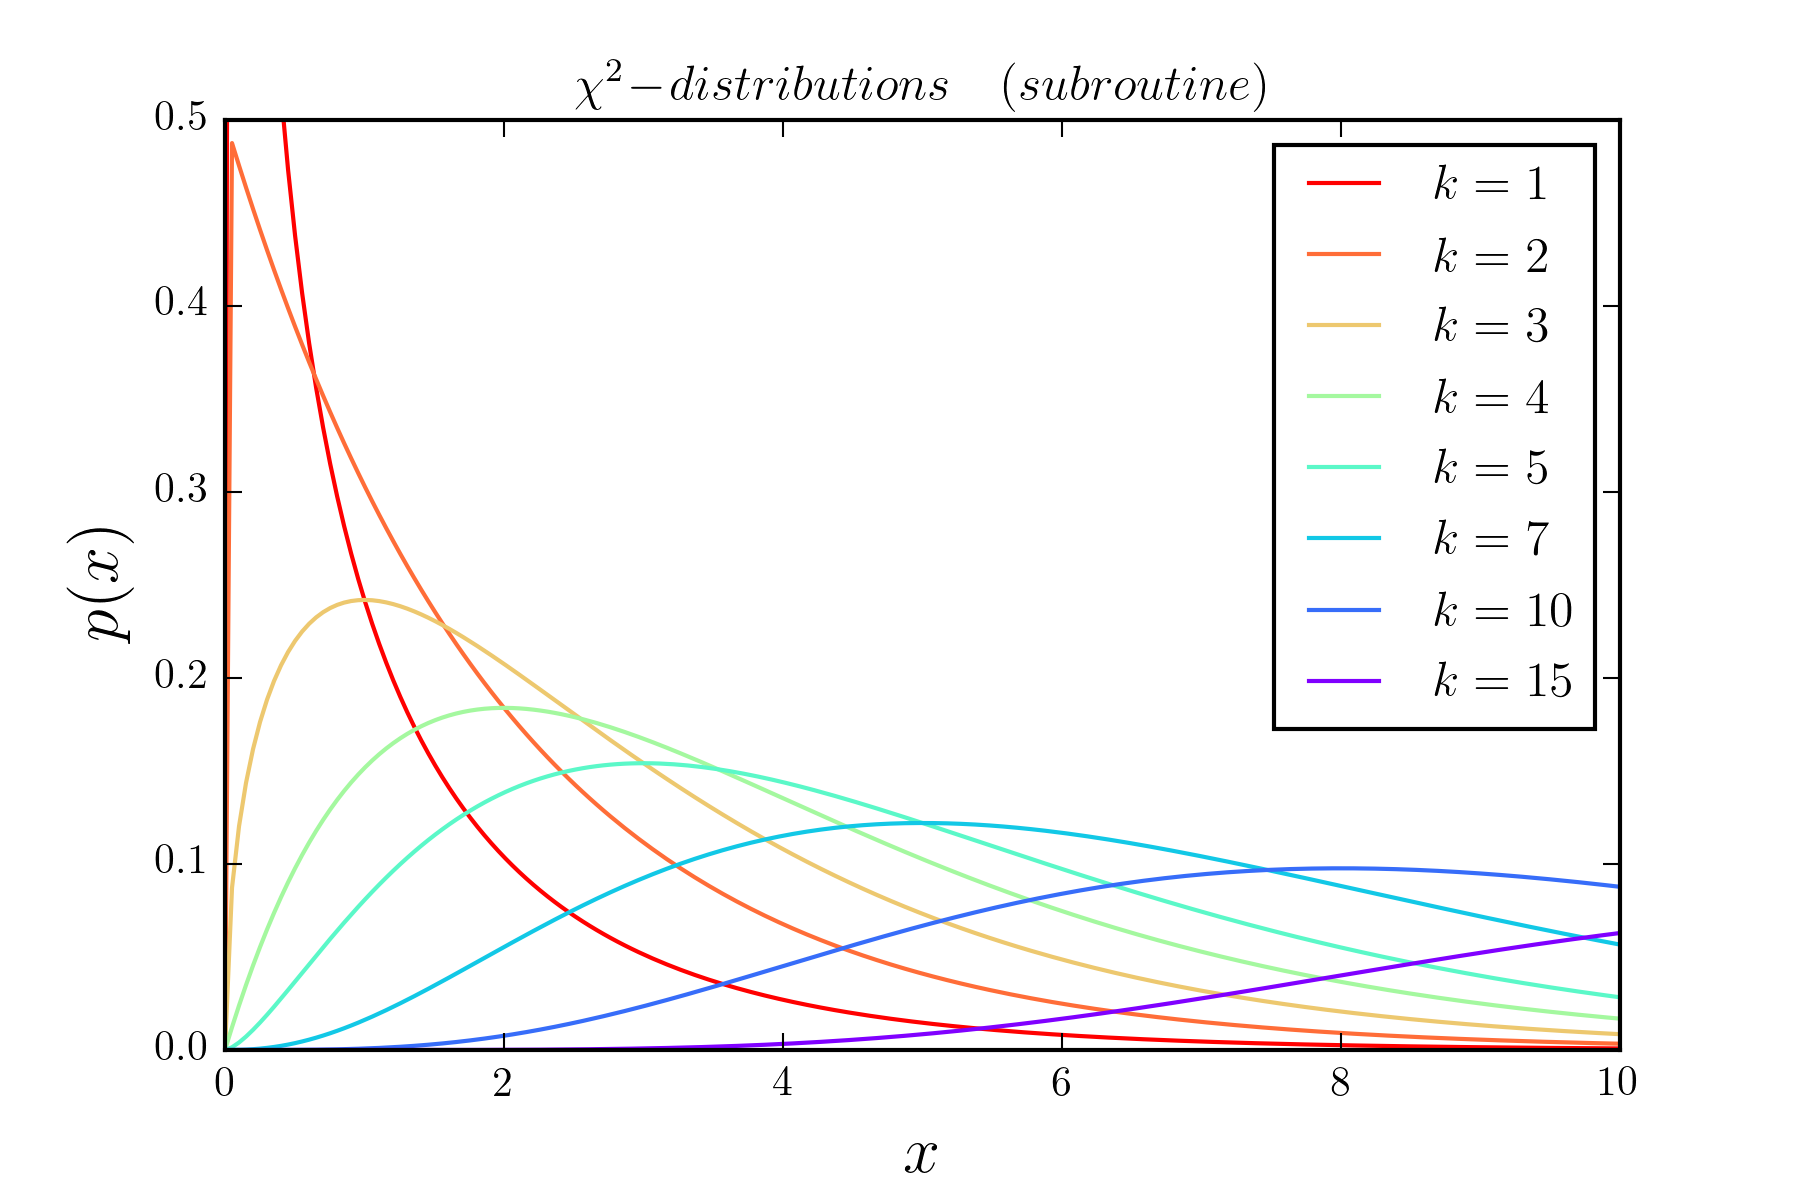 χ²−distributions (subroutine)
0.5
0.4
0.3
0.2
0.1
0.0
p(x)
k = 1
k = 2
k = 3
k = 4
k = 5
k = 7
k = 10
k = 15
0 2 4 6 8 10
x